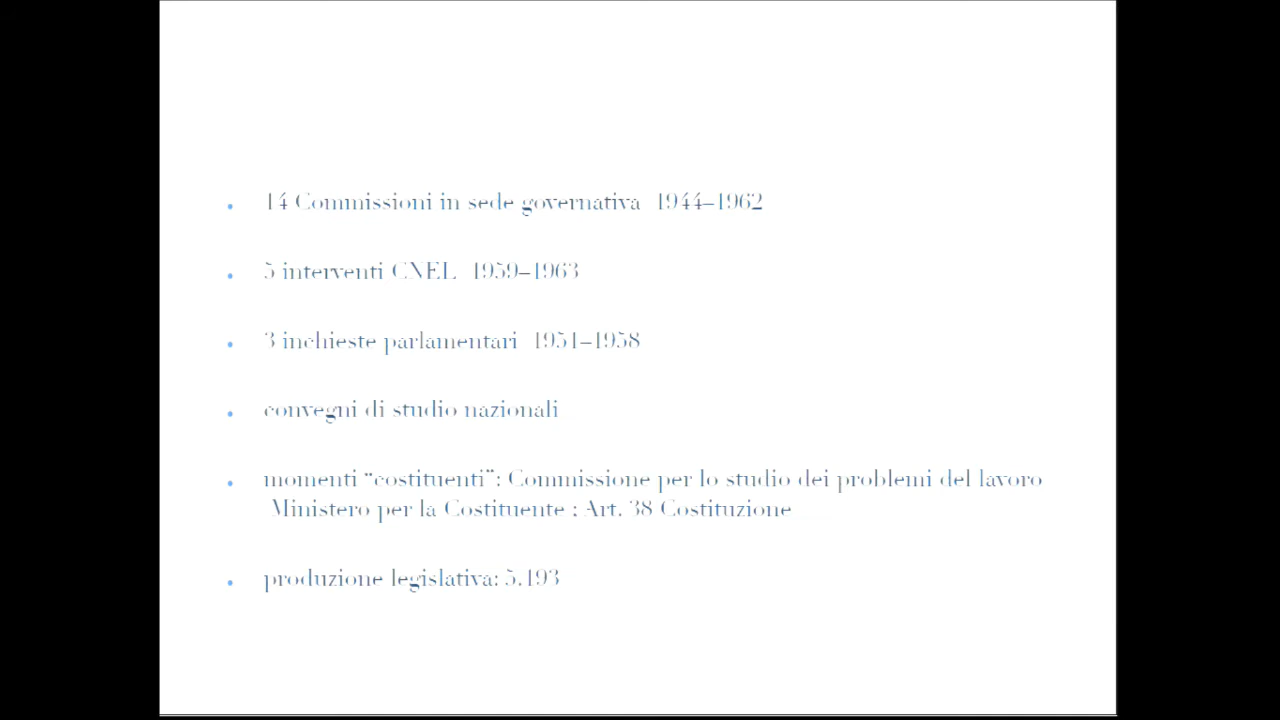 • 14 Commissioni in sede governativa 1944–1962
• 5 interventi CNEL 1959–1963
• 3 inchieste parlamentari 1951–1958
• convegni di studio nazionali
• momenti “costituenti”: Commissione per lo studio dei problemi del lavoro
Ministero per la Costituente : Art. 38 Costituzione
• produzione legislativa: 5.193